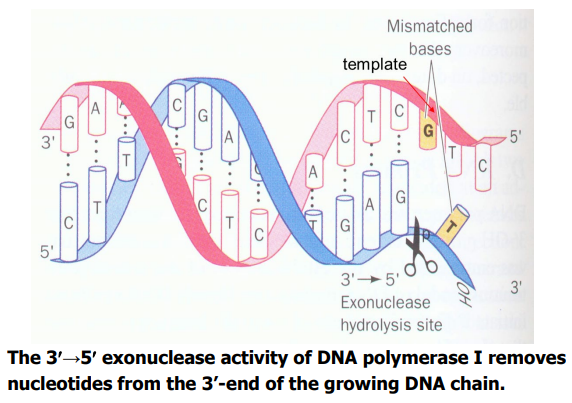 Mismatched
bases
template
G A A C G A C T C G
3′
5′
T G A T C
C T C T C T G A G P T
5′
OH
3′→5′
3′
Exonuclease
hydrolysis site
The 3′→5′ exonuclease activity of DNA polymerase I removes
nucleotides from the 3′-end of the growing DNA chain.